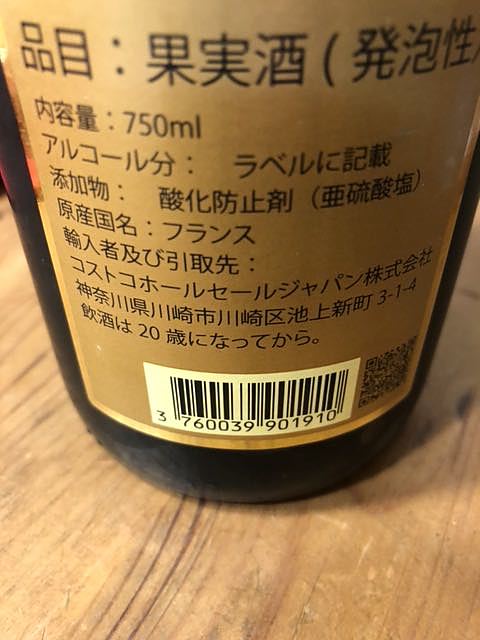 品目：果実酒(発泡性
内容量：750ml
アルコール分： ラベルに記載
添加物： 酸化防止剤（亜硫酸塩）
原産国名：フランス
輸入者及び引取先：
コストコホールセールジャパン株式会社
神奈川県川崎市川崎区池上新町 3-1-4
飲酒は 20 歳になってから。
3 760039 901910